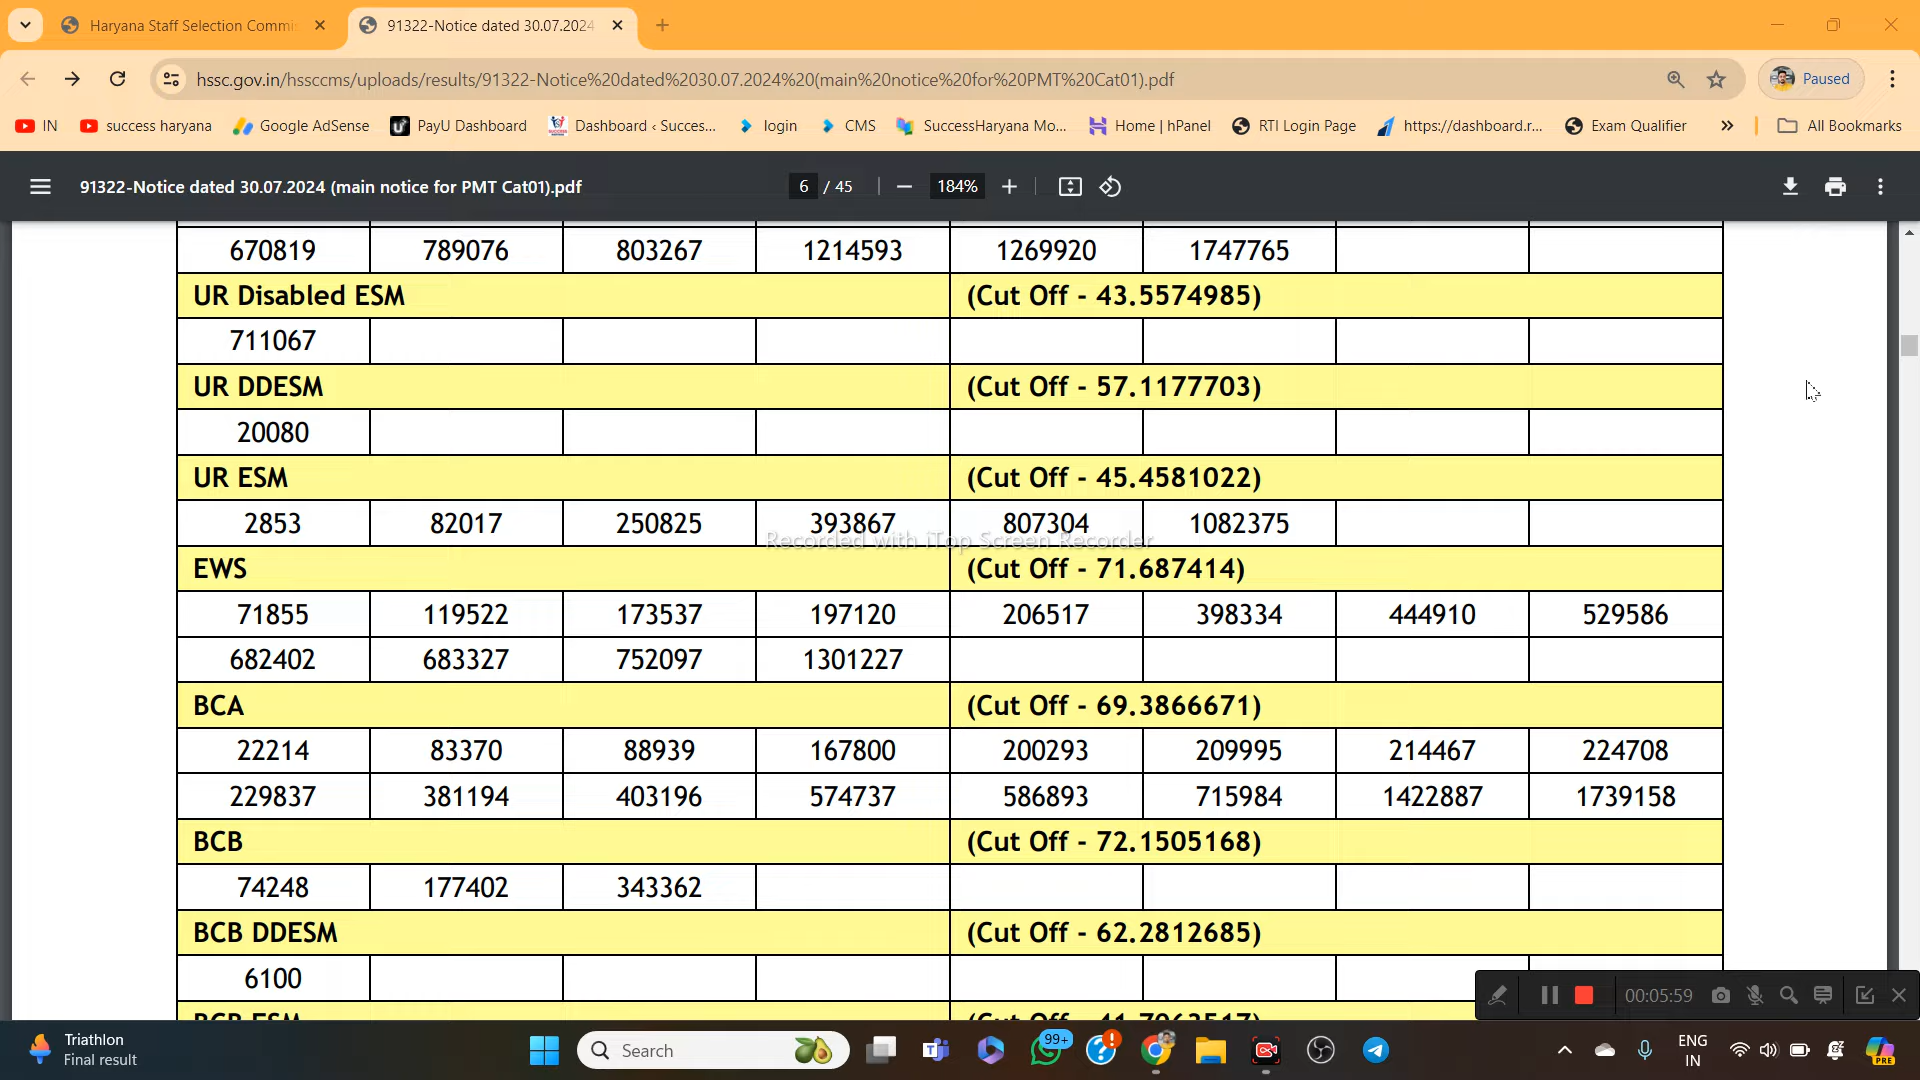 Haryana Staff Selection Commi
91322-Notice dated 30.07.2024
hssc.gov.in/hssccms/uploads/results/91322-Notice%20dated%2030.07.2024%20(main%20notice%20for%20PMT%20Cat01).pdf
Paused
IN
success haryana
Google AdSense
PayU Dashboard
Dashboard ‹ Succes...
login
CMS
SuccessHaryana Mo...
Home | hPanel
RTI Login Page
https://dashboard.r...
Exam Qualifier
All Bookmarks
91322-Notice dated 30.07.2024 (main notice for PMT Cat01).pdf
6 / 45
184%
670819 789076 803267 1214593 1269920 1747765
UR Disabled ESM (Cut Off - 43.5574985)
711067
UR DDESM (Cut Off - 57.1177703)
20080
UR ESM (Cut Off - 45.4581022)
2853 82017 250825 393867 807304 1082375
Recorded with iTop Screen Recorder
EWS (Cut Off - 71.687414)
71855 119522 173537 197120 206517 398334 444910 529586
682402 683327 752097 1301227
BCA (Cut Off - 69.3866671)
22214 83370 88939 167800 200293 209995 214467 224708
229837 381194 403196 574737 586893 715984 1422887 1739158
BCB (Cut Off - 72.1505168)
74248 177402 343362
BCB DDESM (Cut Off - 62.2812685)
6100
BCB ESM (Cut Off -
00:05:59
Triathlon
Final result
Search
99+
ENG
IN
PRE